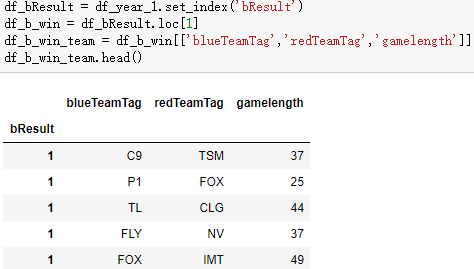 df_bResult = df_year_1.set_index('bResult')
df_b_win = df_bResult.loc[1]
df_b_win_team = df_b_win[['blueTeamTag','redTeamTag','gamelength']]
df_b_win_team.head()
blueTeamTag redTeamTag gamelength
bResult
1 C9 TSM 37
1 P1 FOX 25
1 TL CLG 44
1 FLY NV 37
1 FOX IMT 49